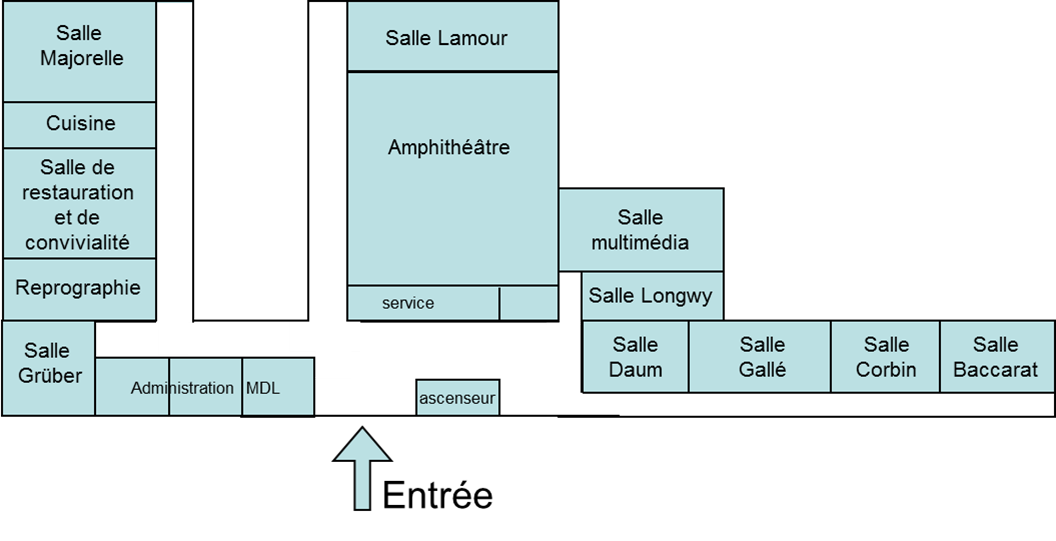 Salle
Majorelle
Cuisine
Salle de
restauration
et de
convivialité
Reprographie
Salle
Grüber
Administration
MDL
Salle Lamour
Amphithéâtre
service
ascenseur
Salle
multimédia
Salle Longwy
Salle
Daum
Salle
Gallé
Salle
Corbin
Salle
Baccarat
Entrée